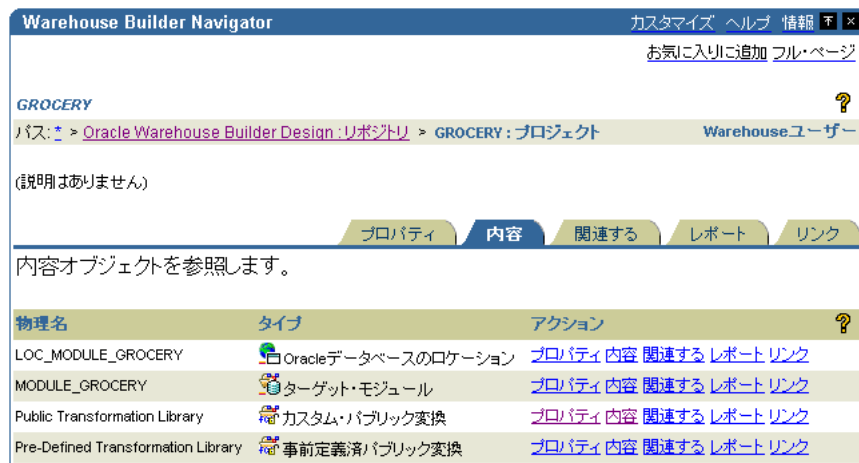 Warehouse Builder Navigator カスタマイズ ヘルプ 情報
お気に入りに追加 フル・ページ
GROCERY ?
パス: * > Oracle Warehouse Builder Design : リポジトリ > GROCERY : プロジェクト Warehouseユーザー
(説明はありません)
プロパティ 内容 関連する レポート リンク
内容オブジェクトを参照します。
物理名 タイプ アクション ?
LOC_MODULE_GROCERY Oracleデータベースのロケーション プロパティ 内容 関連する レポート リンク
MODULE_GROCERY ターゲット・モジュール プロパティ 内容 関連する レポート リンク
Public Transformation Library カスタム・パブリック変換 プロパティ 内容 関連する レポート リンク
Pre-Defined Transformation Library 事前定義済パブリック変換 プロパティ 内容 関連する レポート リンク